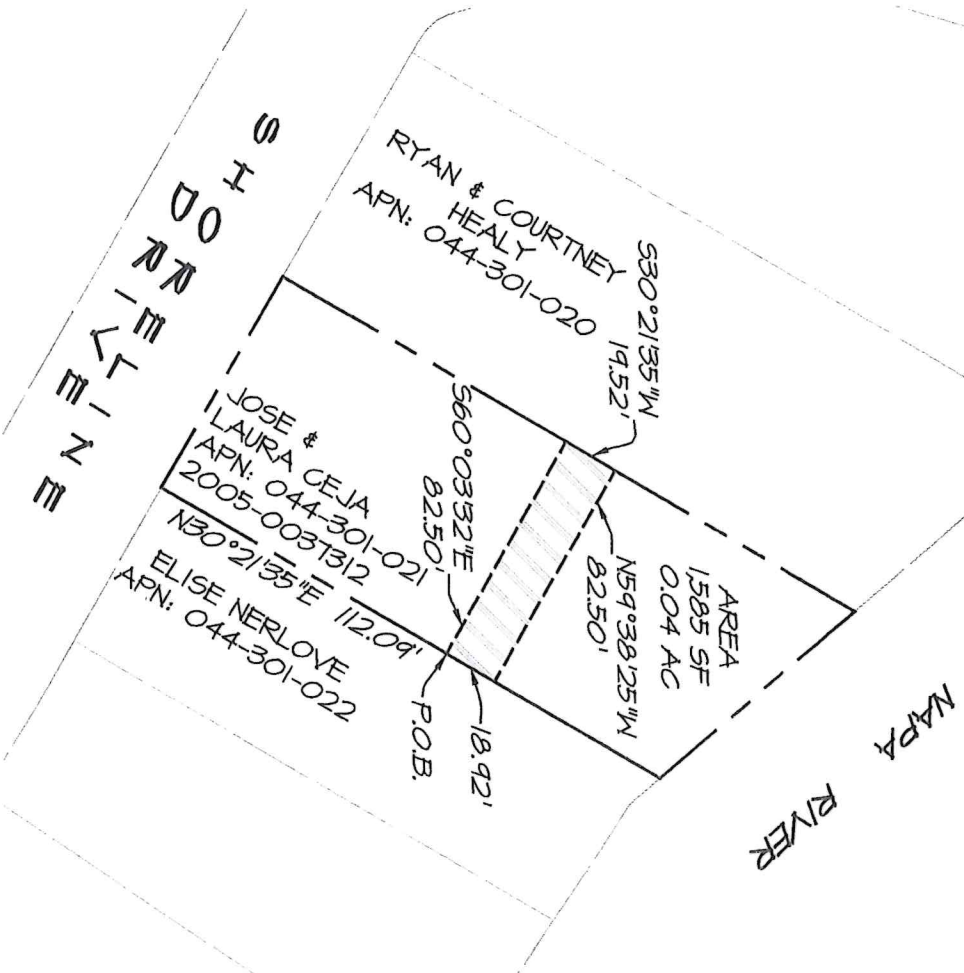 SHORELINE
DRIVE
RYAN & COURTNEY
HEALY
APN: 044-301-020
S30°21'35"W
19.52'
JOSE &
LAURA CEJA
APN: 044-301-021
2005-0037312
S60°03'32"E
82.50'
N59°38'25"W
82.50'
AREA
1,585 SF
0.04 AC
N30°21'35"E 112.09'
ELISE NERLOVE
APN: 044-301-022
18.92'
P.O.B.
NAPA RIVER